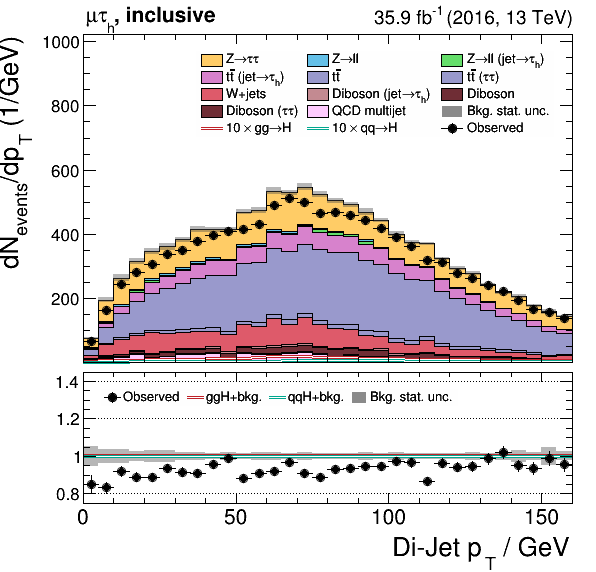 μτh, inclusive 35.9 fb⁻¹ (2016, 13 TeV)
dNevents/dpT (1/GeV)
1000
800
600
400
200
Z→ττ Z→ll Z→ll (jet→τh)
tt̄ (jet→τh) tt̄ tt̄ (ττ)
W+jets Diboson (jet→τh) Diboson
Diboson (ττ) QCD multijet Bkg. stat. unc.
10 × gg→H 10 × qq→H Observed
1.4
1.2
1
0.8
Observed ggH+bkg. qqH+bkg. Bkg. stat. unc.
0 50 100 150
Di-Jet pT / GeV